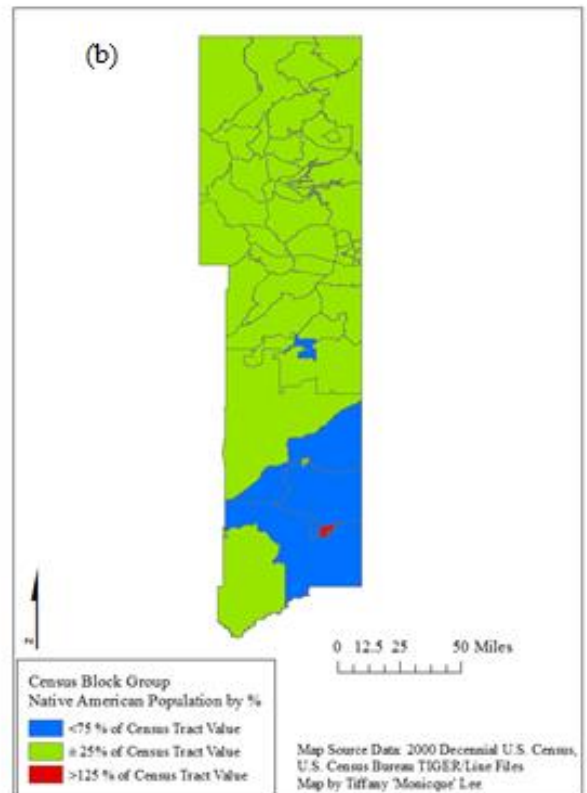 (b)
N
0 12.5 25 50 Miles
Census Block Group
Native American Population by %
<75 % of Census Tract Value
± 25% of Census Tract Value
>125 % of Census Tract Value
Map Source Data: 2000 Decennial U.S. Census,
U.S. Census Bureau TIGER/Line Files
Map by Tiffany 'Monicque' Lee